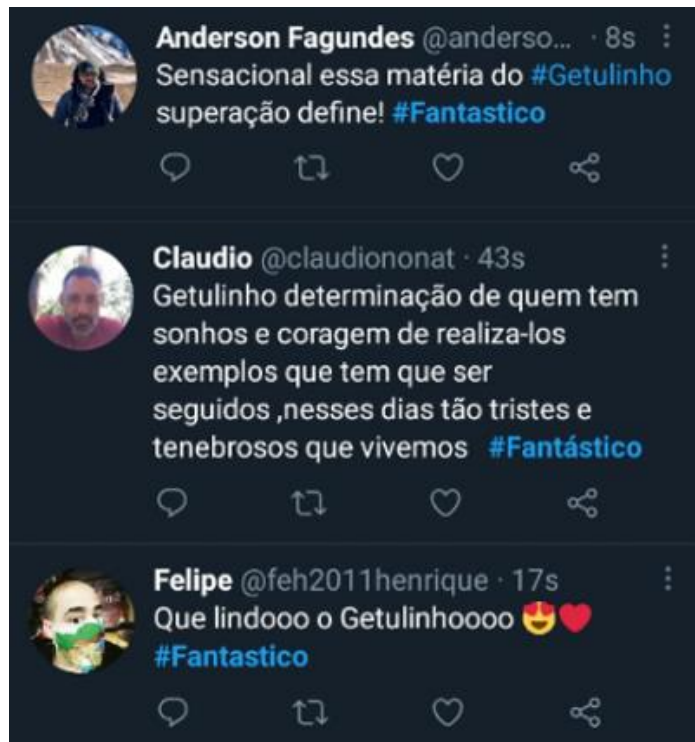 Anderson Fagundes @anderso... · 8s
Sensacional essa matéria do #Getulinho
superação define! #Fantastico
Claudio @claudiononat · 43s
Getulinho determinação de quem tem
sonhos e coragem de realiza-los
exemplos que tem que ser
seguidos ,nesses dias tão tristes e
tenebrosos que vivemos #Fantástico
Felipe @feh2011henrique · 17s
Que lindooo o Getulinhoooo 😍❤️
#Fantastico